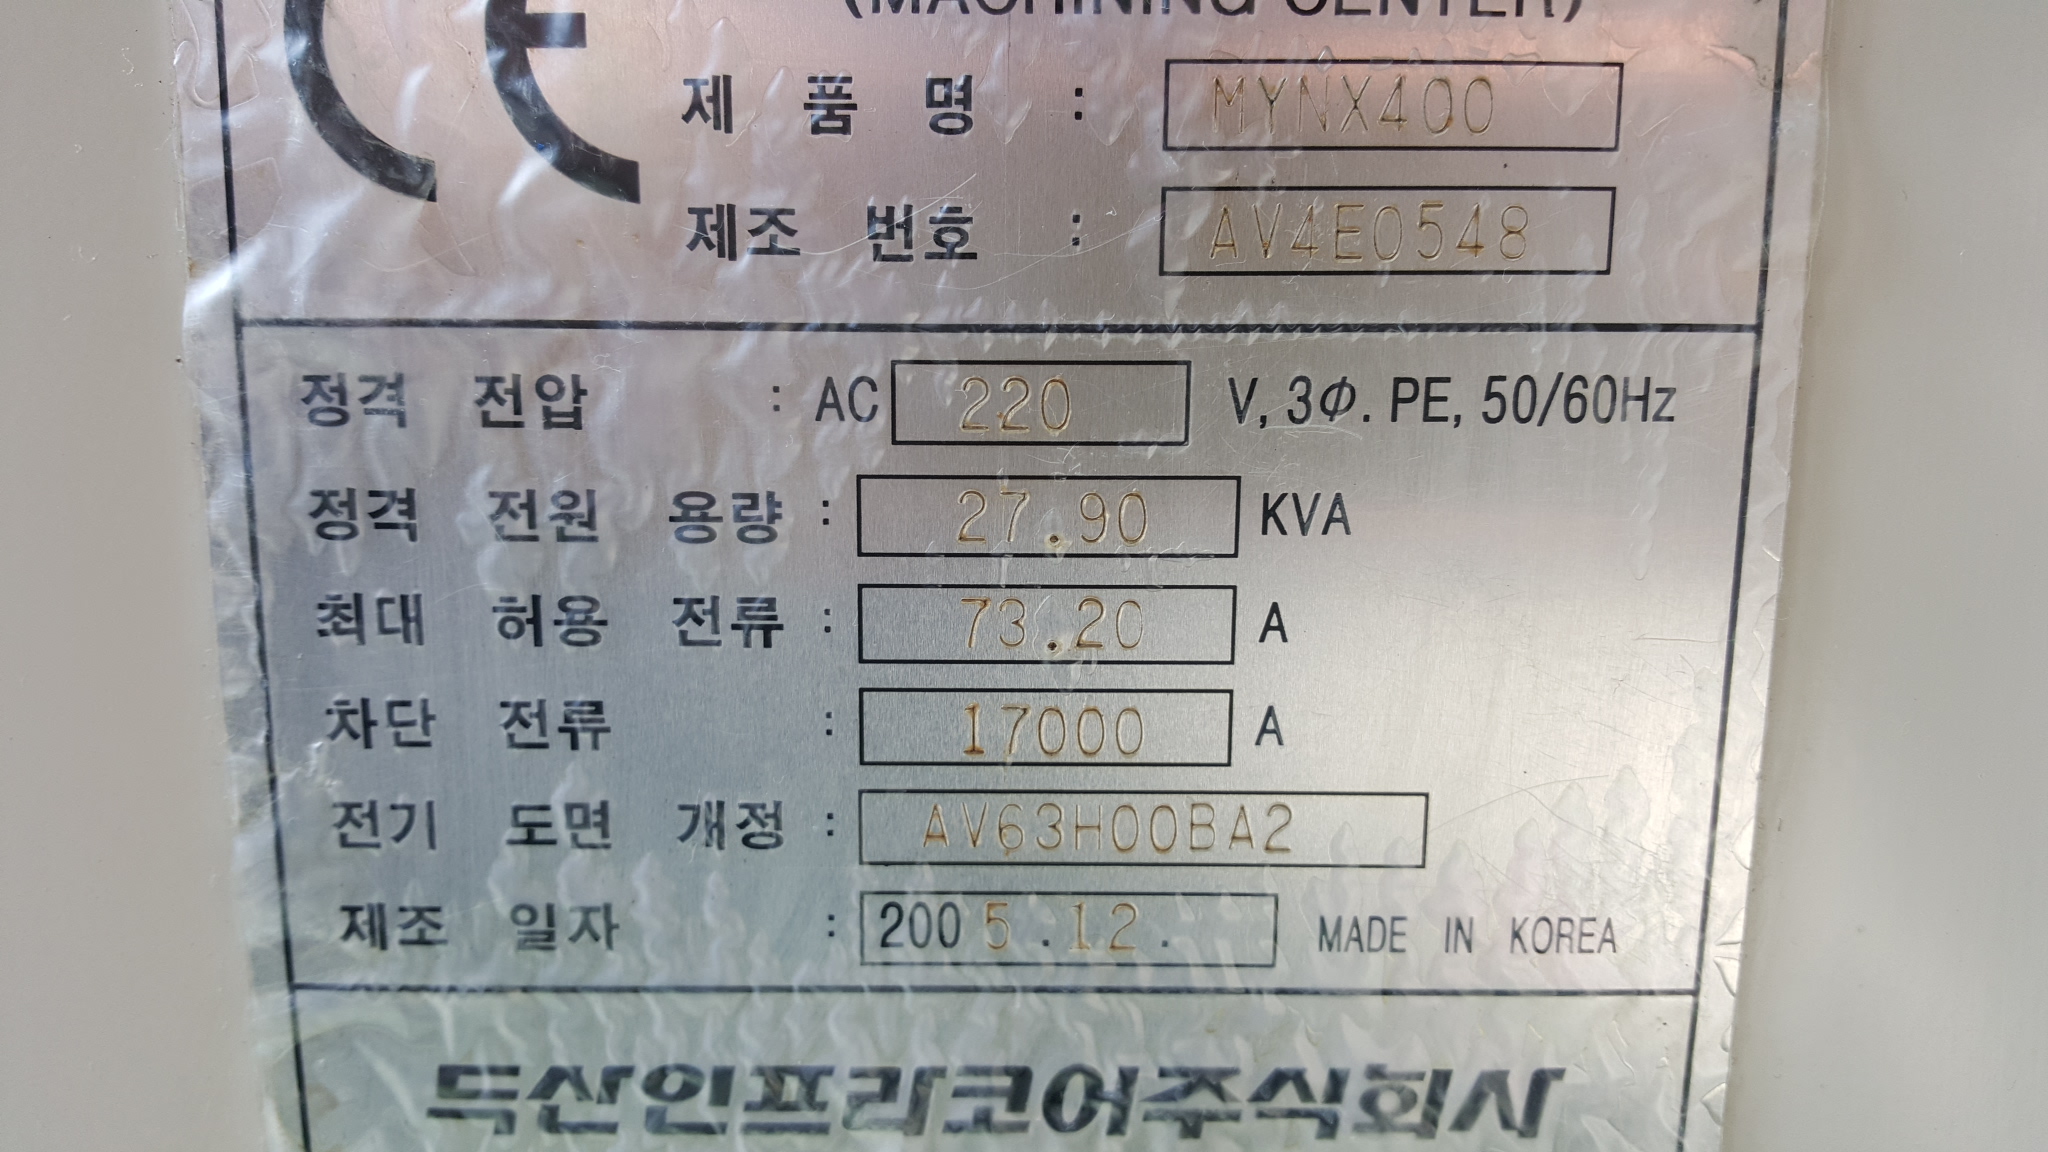 CE (MACHINING CENTER)
제품명 : MYNX400
제조 번호 : AV4E0548
정격 전압 : AC 220 V, 3Φ. PE, 50/60Hz
정격 전원 용량 : 27.90 KVA
최대 허용 전류 : 73.20 A
차단 전류 : 17000 A
전기 도면 개정 : AV63H00BA2
제조 일자 : 2005.12. MADE IN KOREA
두산인프라코어주식회사